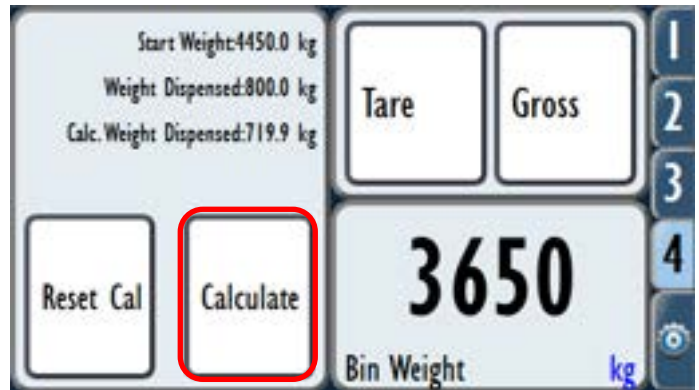 Start Weight:4450.0 kg
Weight Dispensed:800.0 kg
Calc. Weight Dispensed:719.9 kg
Reset Cal
Calculate
Tare
Gross
3650
Bin Weight kg
1
2
3
4